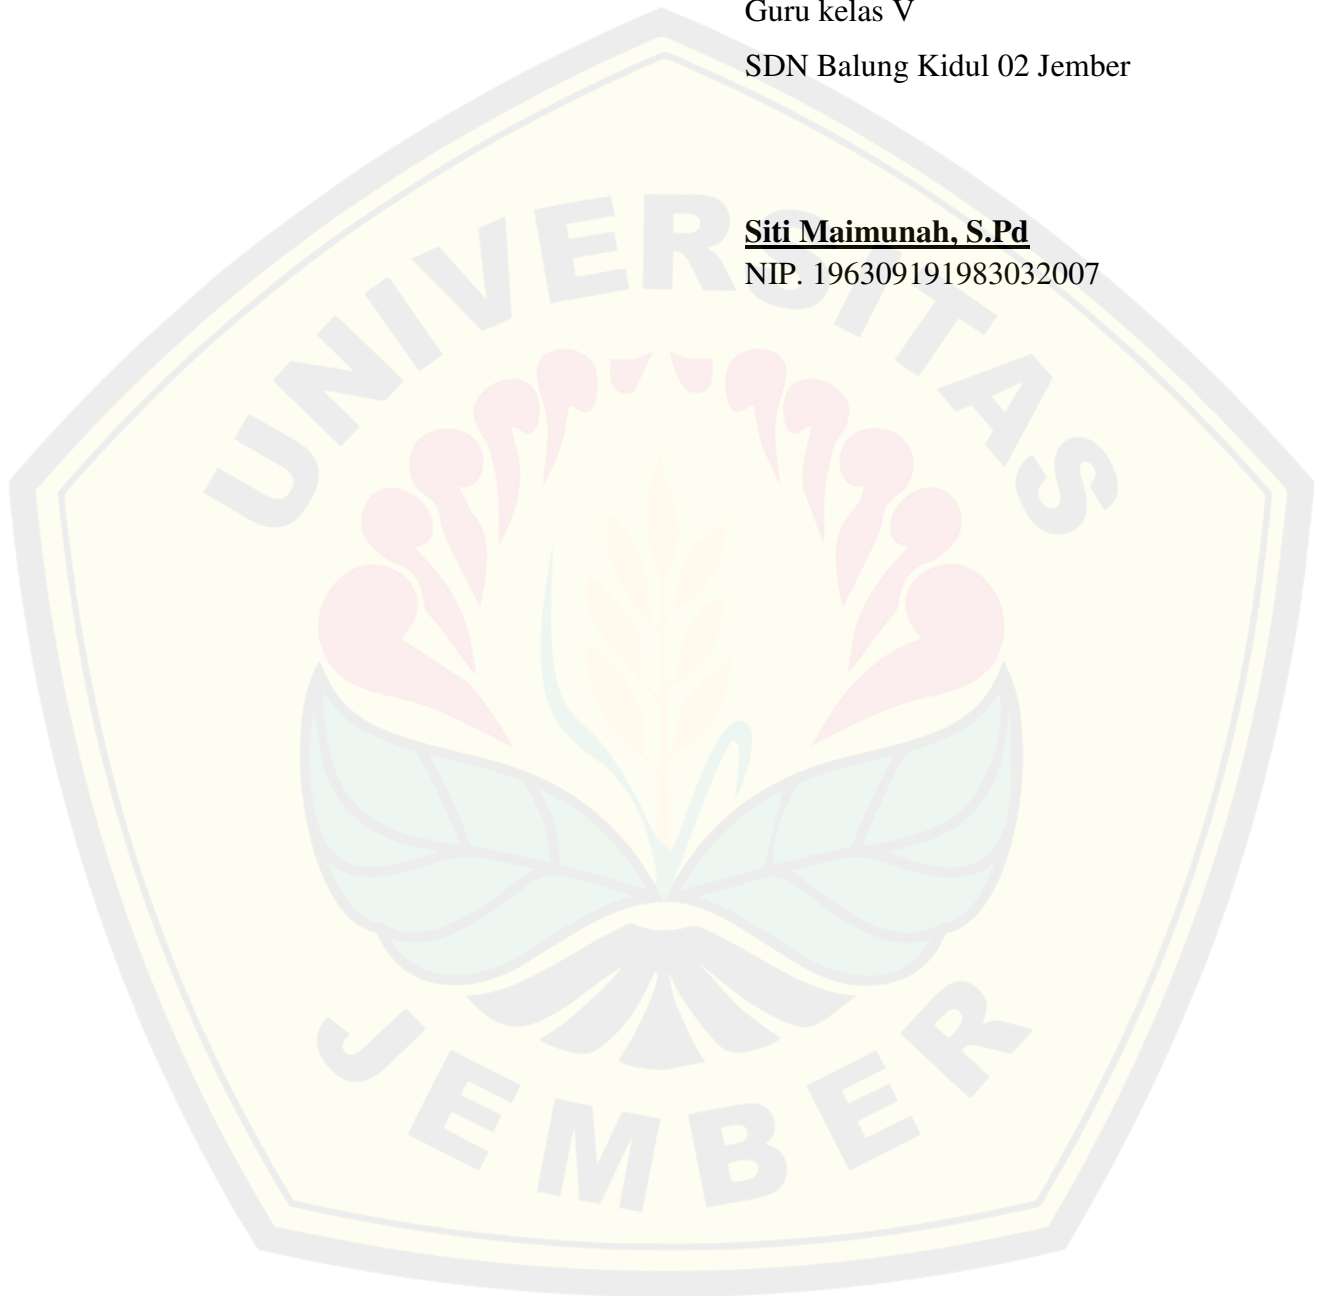 Guru kelas V
SDN Balung Kidul 02 Jember
Siti Maimunah, S.Pd
NIP. 196309191983032007
UNIVERSITAS
JEMBER